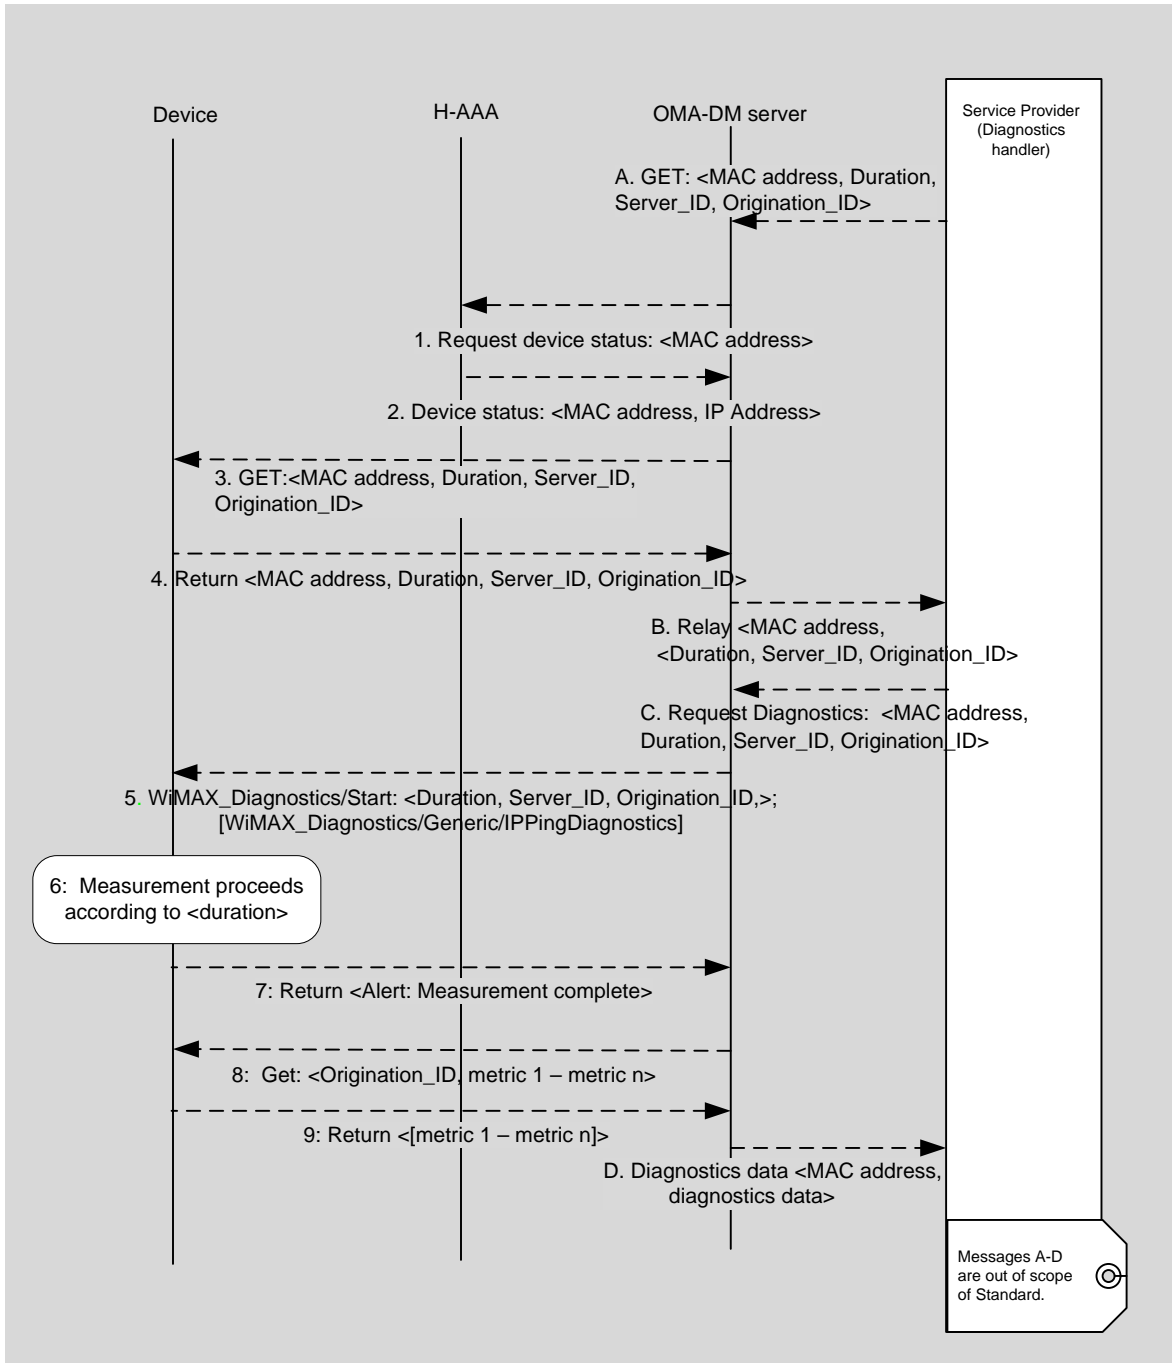 Device
H-AAA
OMA-DM server
Service Provider
(Diagnostics
handler)
A. GET: <MAC address, Duration,
Server_ID, Origination_ID>
1. Request device status: <MAC address>
2. Device status: <MAC address, IP Address>
3. GET:<MAC address, Duration, Server_ID,
Origination_ID>
4. Return <MAC address, Duration, Server_ID, Origination_ID>
B. Relay <MAC address,
<Duration, Server_ID, Origination_ID>
C. Request Diagnostics:  <MAC address,
Duration, Server_ID, Origination_ID>
5. WiMAX_Diagnostics/Start: <Duration, Server_ID, Origination_ID,>;
[WiMAX_Diagnostics/Generic/IPPingDiagnostics]
6:  Measurement proceeds
according to <duration>
7: Return <Alert: Measurement complete>
8:  Get: <Origination_ID, metric 1 – metric n>
9: Return <[metric 1 – metric n]>
D. Diagnostics data <MAC address,
diagnostics data>
Messages A-D
are out of scope
of Standard.